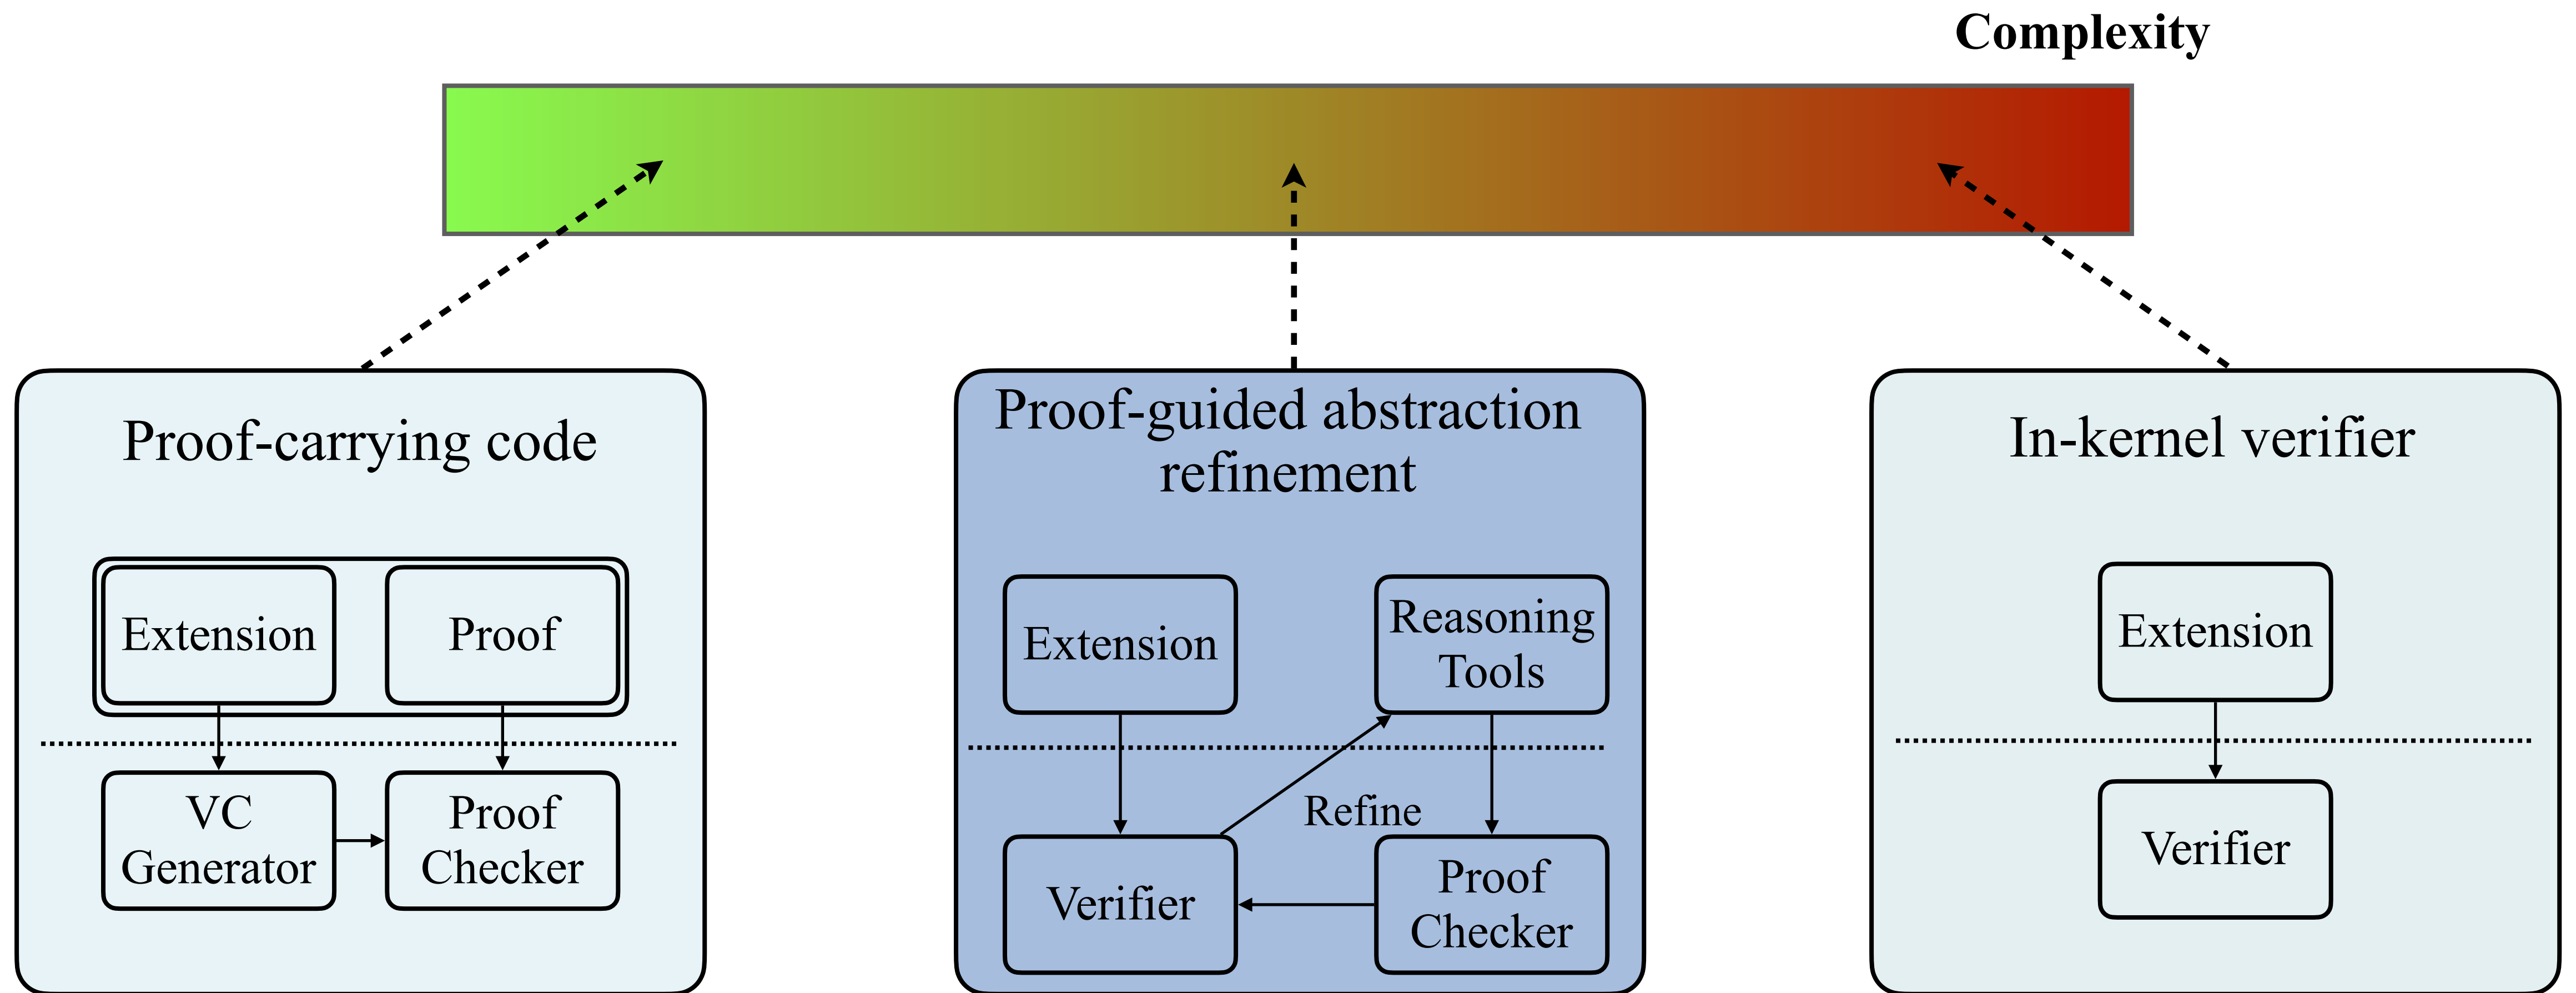 Complexity
Proof-carrying code
Extension
Proof
VC
Generator
Proof
Checker
Proof-guided abstraction
refinement
Extension
Reasoning
Tools
Refine
Verifier
Proof
Checker
In-kernel verifier
Extension
Verifier